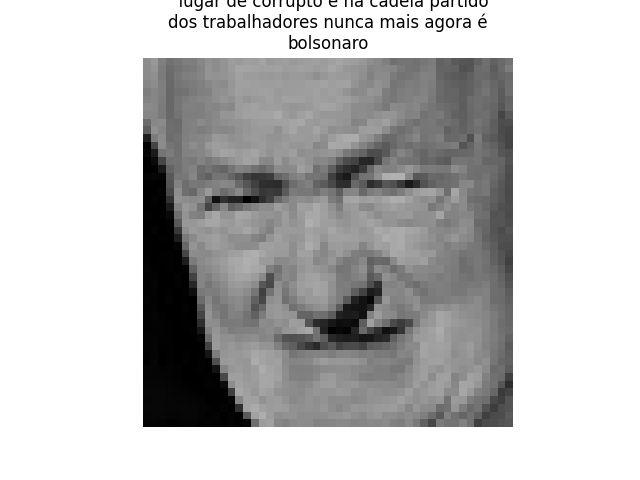 lugar de corrupto é na cadeia partido
dos trabalhadores nunca mais agora é
bolsonaro